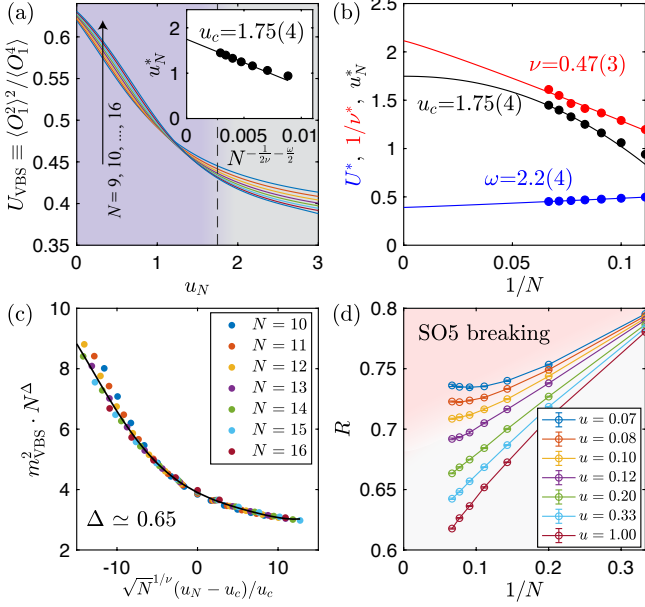 (a)
0.65
0.6
0.55
0.5
0.45
0.4
0.35
U_VBS ≡ ⟨O_1^2⟩^2/⟨O_1^4⟩
N = 9, 10, ..., 16
0
1
2
3
u_N
u_c=1.75(4)
2
1
0
u_N^*
0
0.005
0.01
N^{-\frac{1}{2ν}-\frac{ω}{2}}
(b)
2.5
2
1.5
1
0.5
0
U^*, 1/ν^*, u_N^*
ν=0.47(3)
u_c=1.75(4)
ω=2.2(4)
0
0.05
0.1
1/N
(c)
10
8
6
4
2
m_VBS^2 · N^Δ
N = 10
N = 11
N = 12
N = 13
N = 14
N = 15
N = 16
Δ ≃ 0.65
-10
0
10
√N^{1/ν}(u_N − u_c)/u_c
(d)
0.8
0.75
0.7
0.65
0.6
R
SO5 breaking
u = 0.07
u = 0.08
u = 0.10
u = 0.12
u = 0.20
u = 0.33
u = 1.00
0
0.1
0.2
0.3
1/N